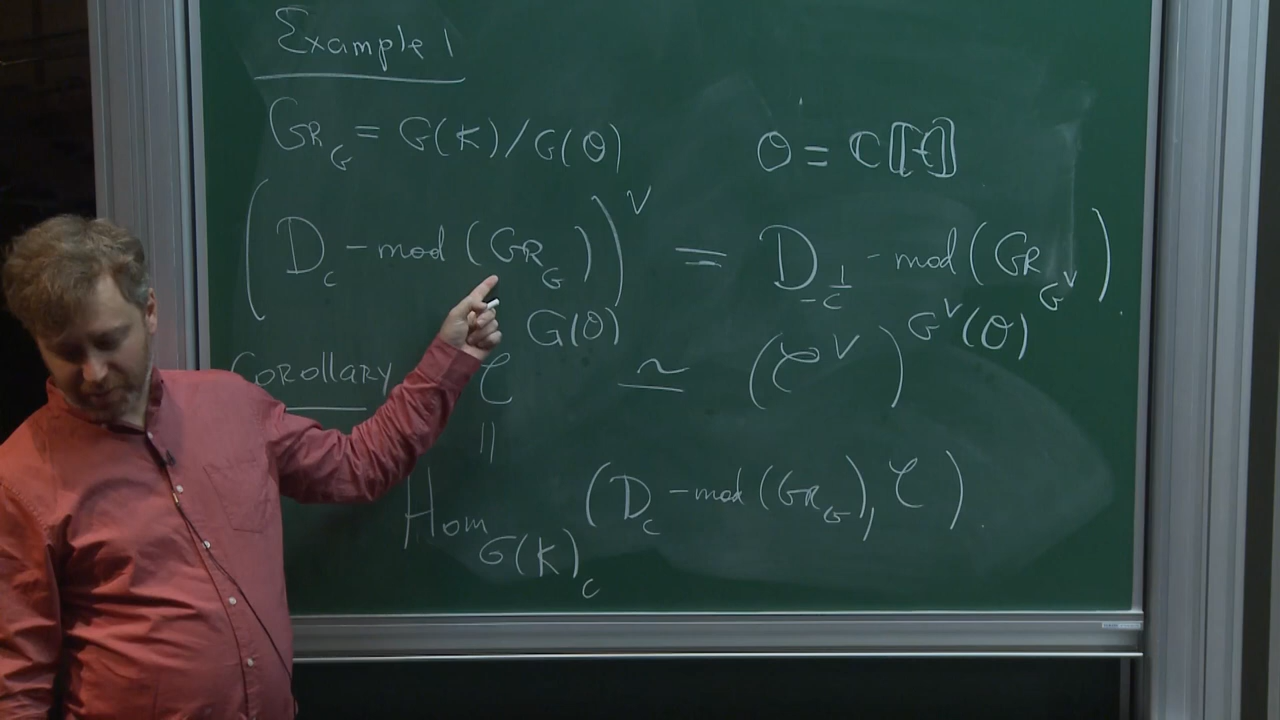 Example 1
Gr_G = G(K)/G(O)    O = ℂ[[t]]
(D_c -mod (Gr_G))^∨ = D_{-1/c} -mod (Gr_{G^∨})
Corollary C^{G(O)} ≃ (C^∨)^{G^∨(O)}
||
Hom_{G(K)_c} (D_c -mod (Gr_G), C)